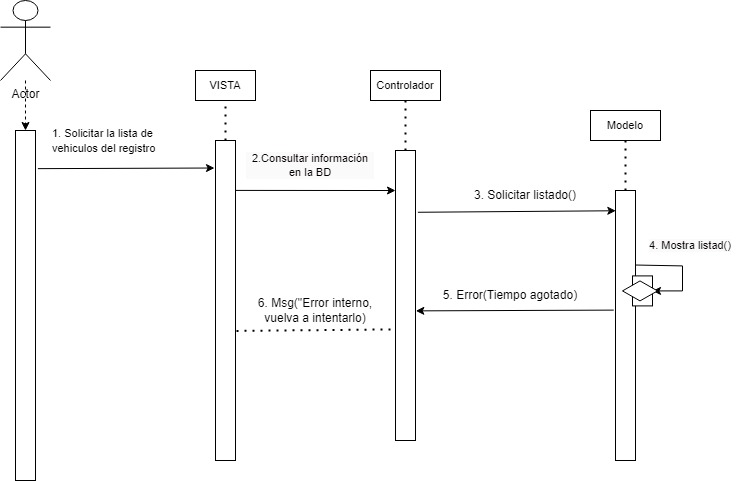 Actor
VISTA
Controlador
Modelo
1. Solicitar la lista de
vehiculos del registro
2.Consultar información
en la BD
3. Solicitar listado()
4. Mostra listad()
5. Error(Tiempo agotado)
6. Msg("Error interno,
vuelva a intentarlo)